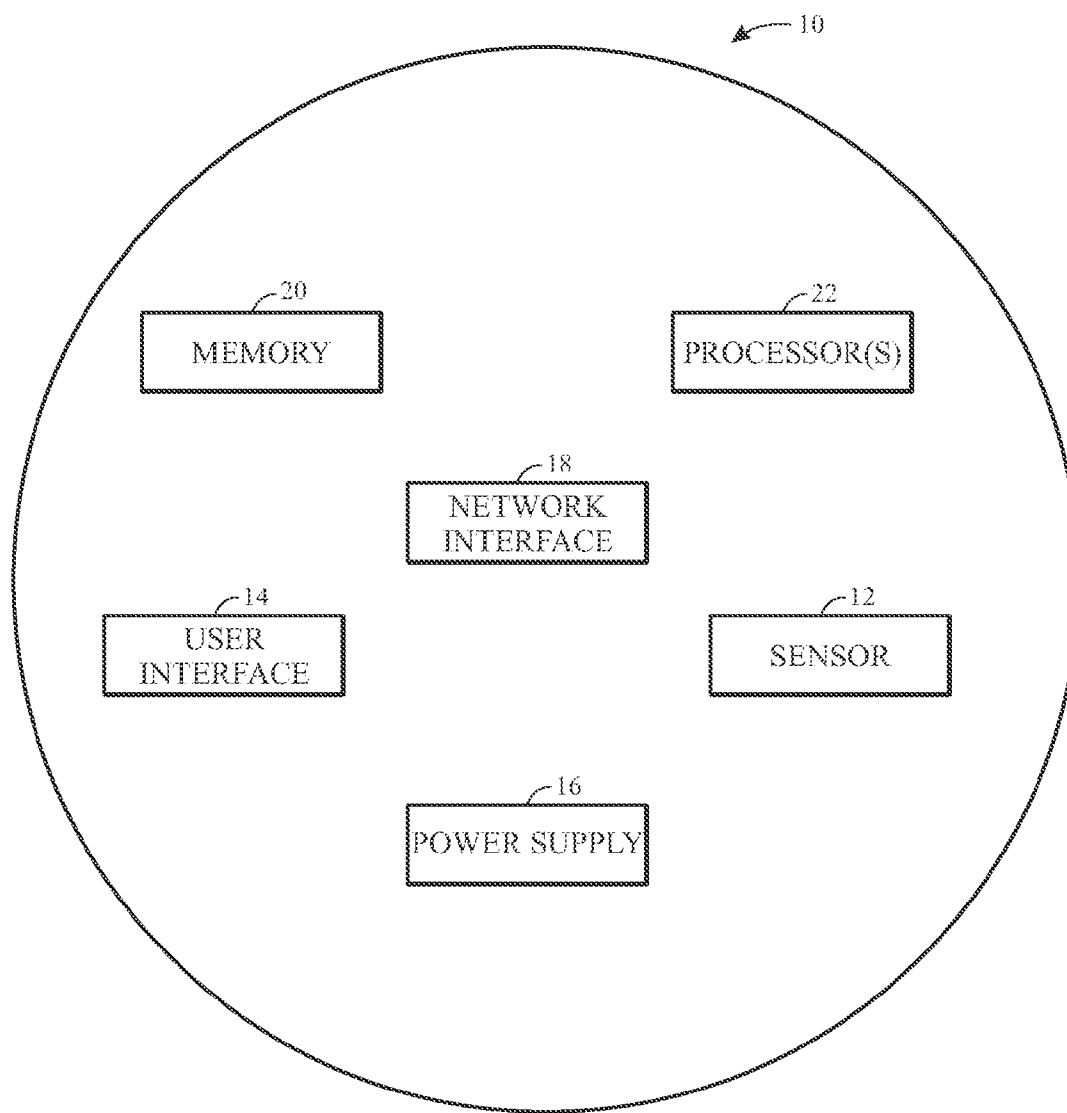 10
20
MEMORY
22
PROCESSOR(S)
18
NETWORK
INTERFACE
14
USER
INTERFACE
12
SENSOR
16
POWER SUPPLY